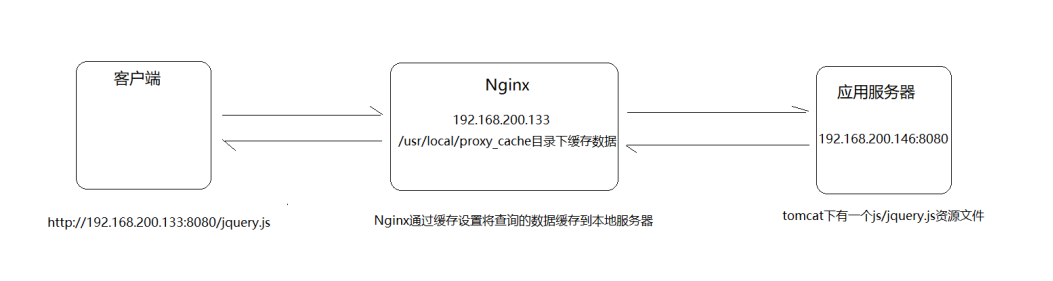 客户端
http://192.168.200.133:8080/jquery.js
Nginx
192.168.200.133
/usr/local/proxy_cache目录下缓存数据
Nginx通过缓存设置将查询的数据缓存到本地服务器
应用服务器
192.168.200.146:8080
tomcat下有一个js/jquery.js资源文件